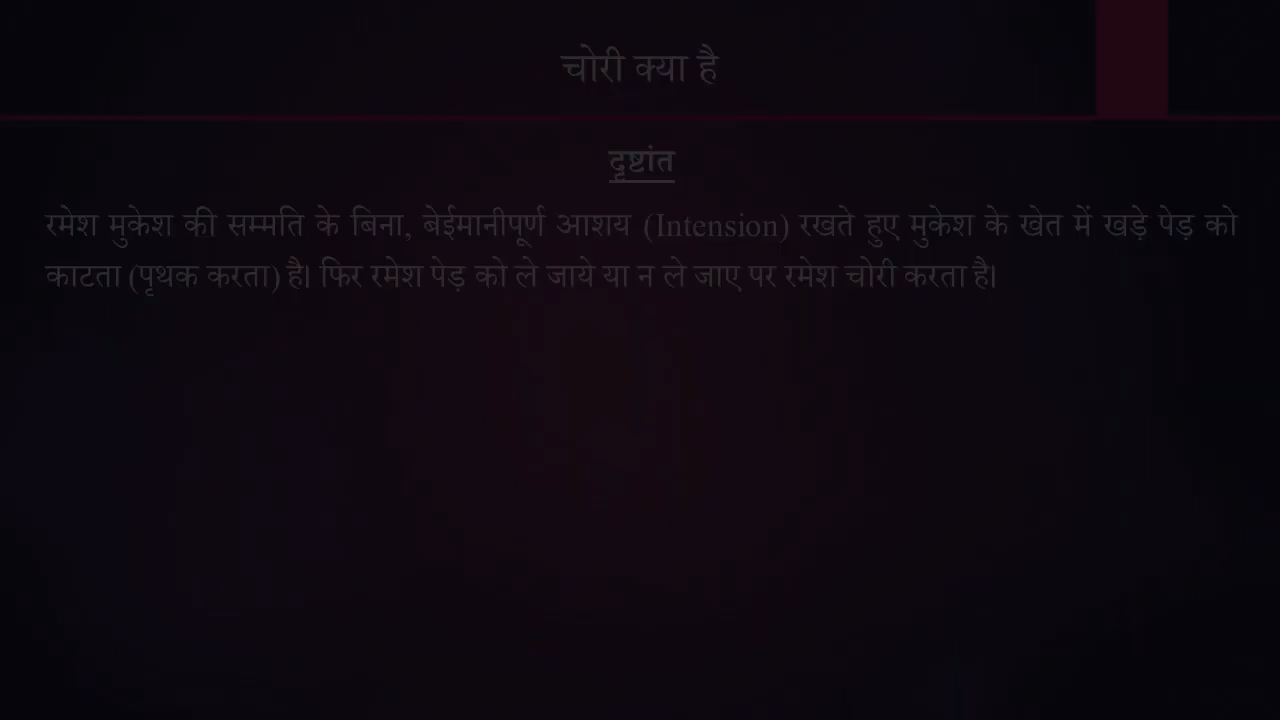 चोरी क्या है
दृष्टांत
रमेश मुकेश की सम्मति के बिना, बेईमानीपूर्ण आशय (Intension) रखते हुए मुकेश के खेत में खड़े पेड़ को
काटता (पृथक करता) है। फिर रमेश पेड़ को ले जाये या न ले जाए पर रमेश चोरी करता है।